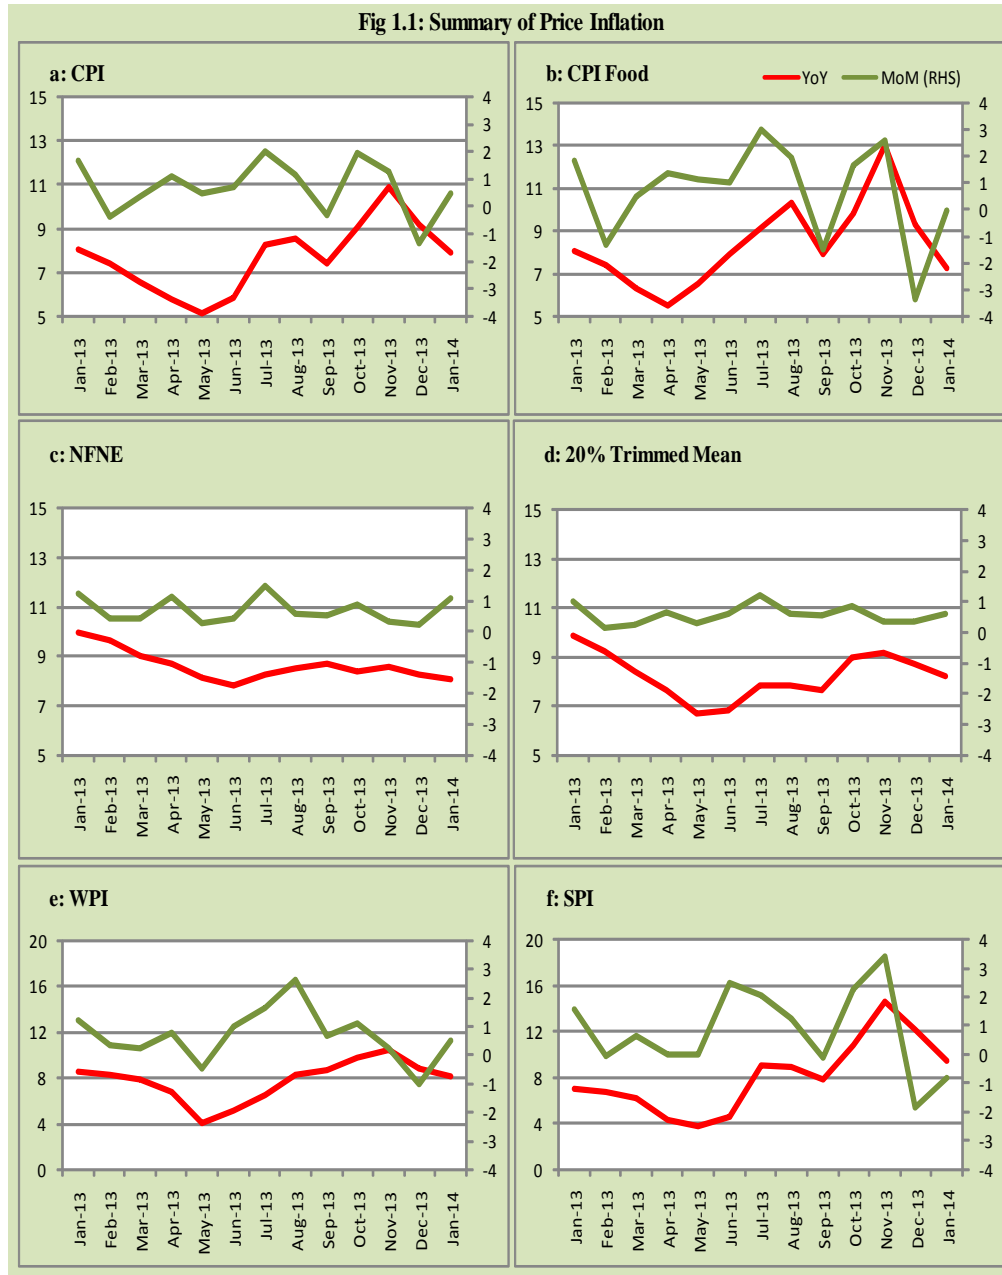 Fig 1.1: Summary of Price Inflation
a: CPI
15
13
11
9
7
5
4
3
2
1
0
-1
-2
-3
-4
Jan-13
Feb-13
Mar-13
Apr-13
May-13
Jun-13
Jul-13
Aug-13
Sep-13
Oct-13
Nov-13
Dec-13
Jan-14
b: CPI Food
YoY
MoM (RHS)
15
13
11
9
7
5
4
3
2
1
0
-1
-2
-3
-4
Jan-13
Feb-13
Mar-13
Apr-13
May-13
Jun-13
Jul-13
Aug-13
Sep-13
Oct-13
Nov-13
Dec-13
Jan-14
c: NFNE
15
13
11
9
7
5
4
3
2
1
0
-1
-2
-3
-4
Jan-13
Feb-13
Mar-13
Apr-13
May-13
Jun-13
Jul-13
Aug-13
Sep-13
Oct-13
Nov-13
Dec-13
Jan-14
d: 20% Trimmed Mean
15
13
11
9
7
5
4
3
2
1
0
-1
-2
-3
-4
Jan-13
Feb-13
Mar-13
Apr-13
May-13
Jun-13
Jul-13
Aug-13
Sep-13
Oct-13
Nov-13
Dec-13
Jan-14
e: WPI
20
16
12
8
4
0
4
3
2
1
0
-1
-2
-3
-4
Jan-13
Feb-13
Mar-13
Apr-13
May-13
Jun-13
Jul-13
Aug-13
Sep-13
Oct-13
Nov-13
Dec-13
Jan-14
f: SPI
20
16
12
8
4
0
4
3
2
1
0
-1
-2
-3
-4
Jan-13
Feb-13
Mar-13
Apr-13
May-13
Jun-13
Jul-13
Aug-13
Sep-13
Oct-13
Nov-13
Dec-13
Jan-14